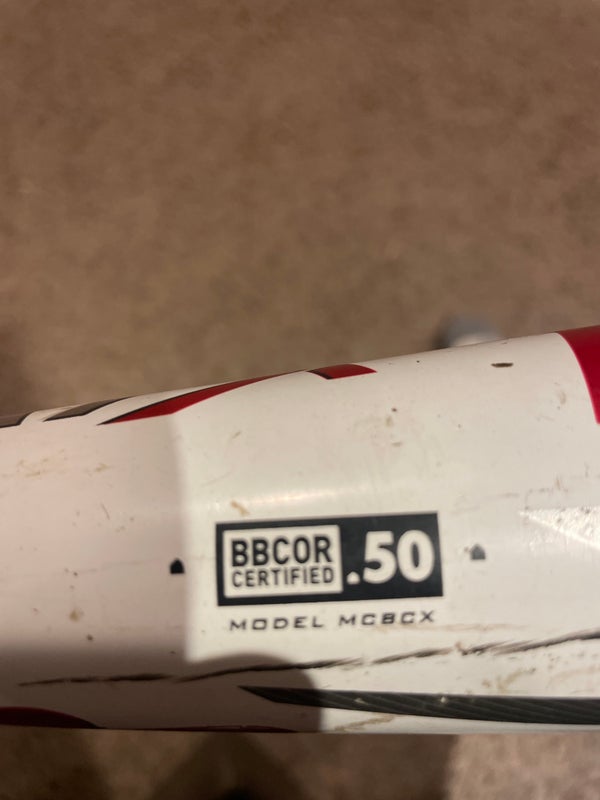 BBCOR
CERTIFIED
.50
MODEL MCBCX